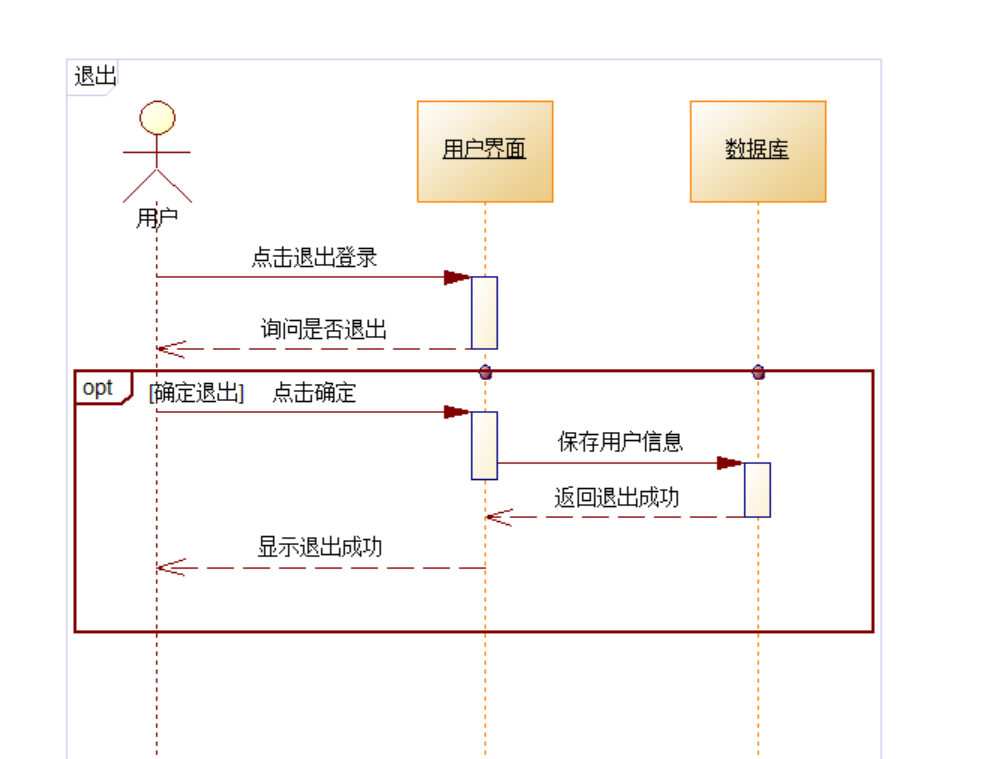 退出
用户界面
数据库
用户
点击退出登录
询问是否退出
opt
[确定退出]
点击确定
保存用户信息
返回退出成功
显示退出成功